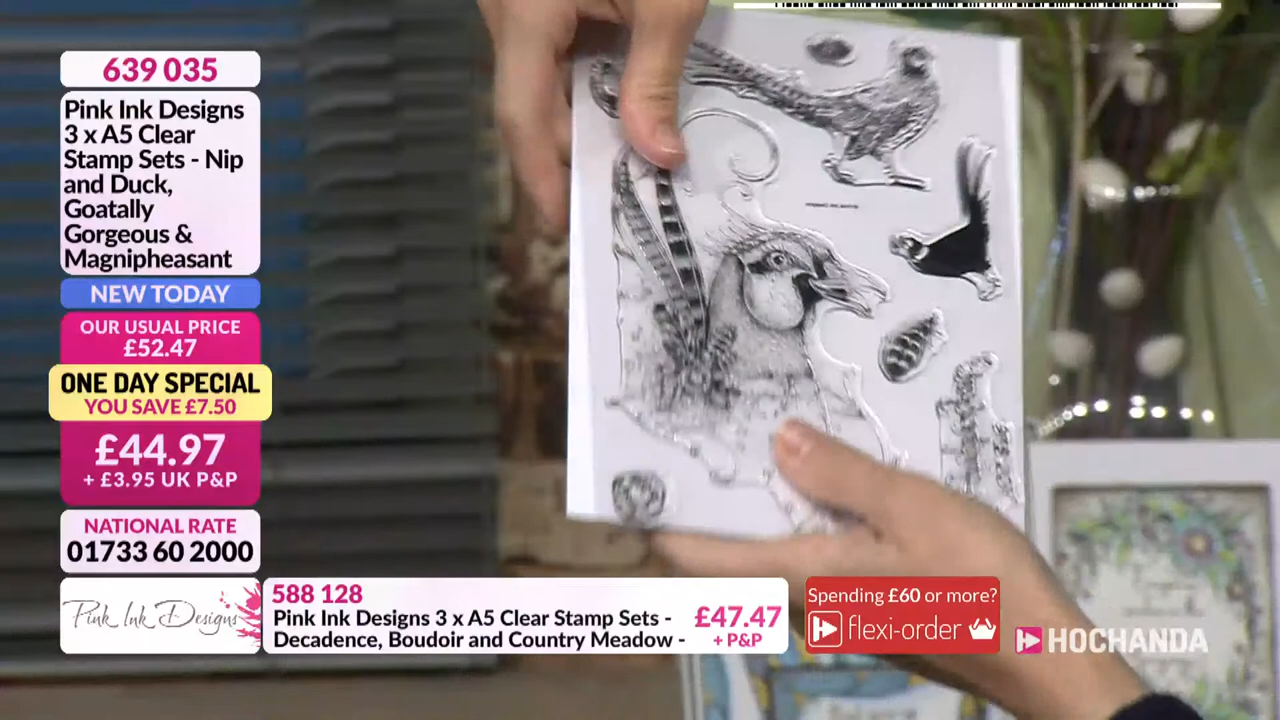 639 035
Pink Ink Designs
3 x A5 Clear
Stamp Sets - Nip
and Duck,
Goatally
Gorgeous &
Magnipheasant
NEW TODAY
OUR USUAL PRICE
£52.47
ONE DAY SPECIAL
YOU SAVE £7.50
£44.97
+ £3.95 UK P&P
NATIONAL RATE
01733 60 2000
Pink Ink Designs
588 128
Pink Ink Designs 3 x A5 Clear Stamp Sets -
Decadence, Boudoir and Country Meadow -
£47.47
+ P&P
Spending £60 or more?
flexi-order
HOCHANDA